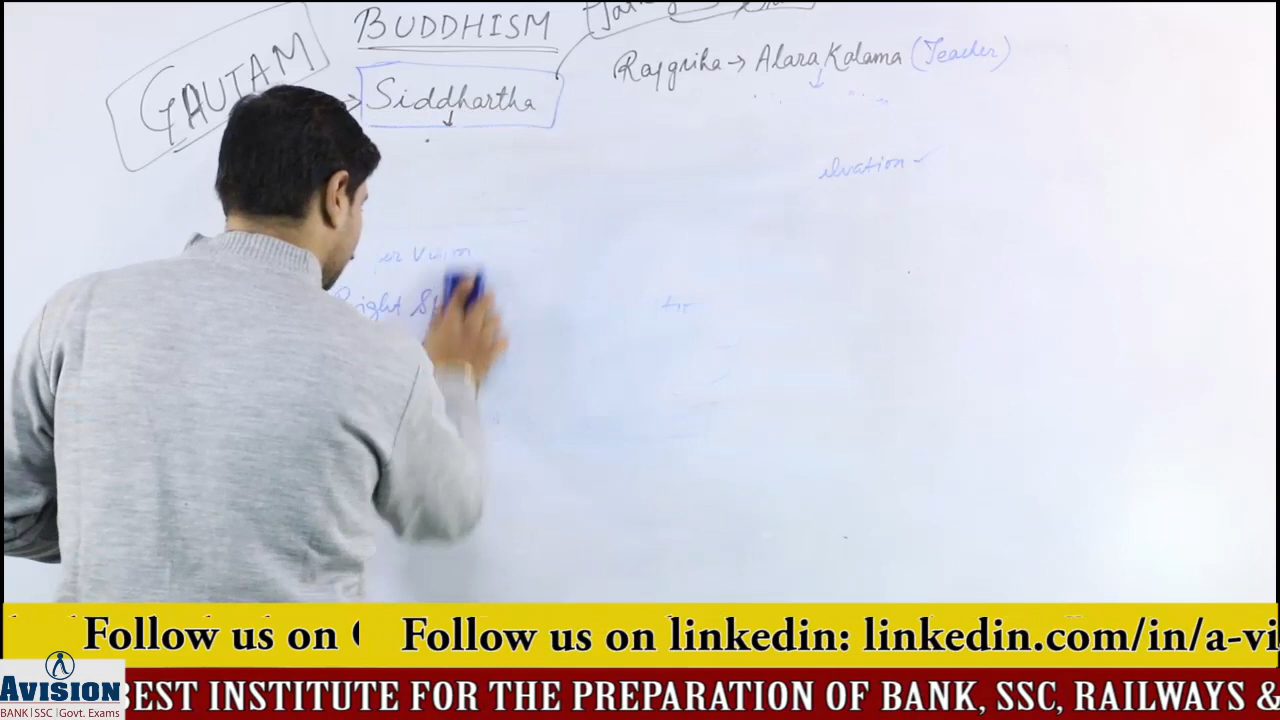 BUDDHISM
GAUTAM
Siddhartha
Rajgriha → Alara Kalama (Teacher)
Vision
Right
Follow us on
Follow us on linkedin: linkedin.com/in/a-vi
AVISION
BANK|SSC|Govt. Exams
BEST INSTITUTE FOR THE PREPARATION OF BANK, SSC, RAILWAYS &